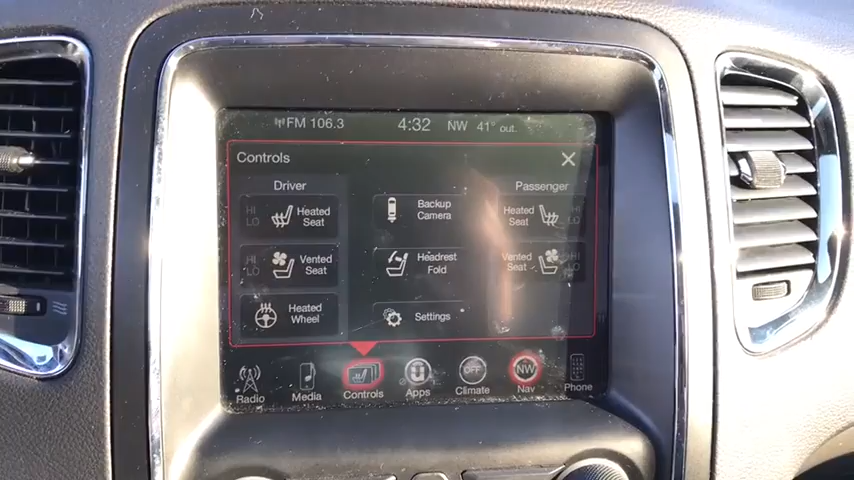 FM 106.3 4:32 NW 41° out.
Controls
Driver Passenger
HI
LO
Heated
Seat
Backup
Camera
Heated
Seat
HI
LO
HI
LO
Vented
Seat
Headrest
Fold
Vented
Seat
HI
LO
Heated
Wheel
Settings
OFF NW
Radio Media Controls Apps Climate Nav Phone